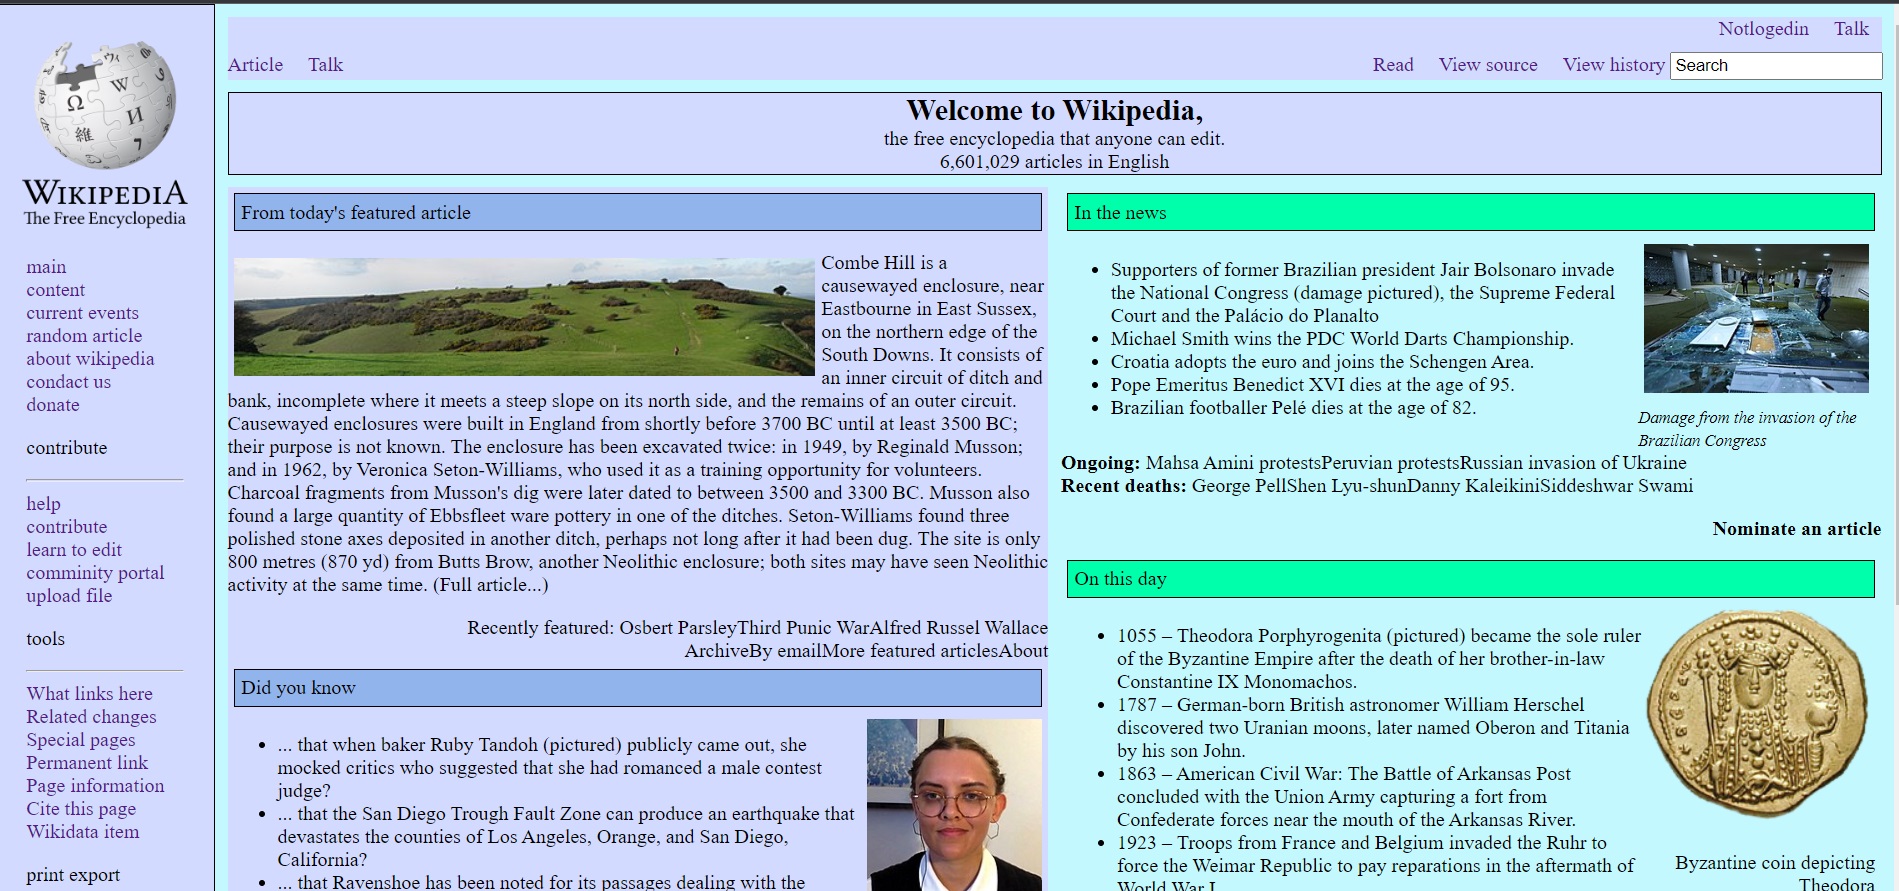 Notlogedin Talk
Article Talk Read View source View history Search
Ω W И 維 7
WIKIPEDIA
The Free Encyclopedia
main
content
current events
random article
about wikipedia
condact us
donate
contribute
help
contribute
learn to edit
comminity portal
upload file
tools
What links here
Related changes
Special pages
Permanent link
Page information
Cite this page
Wikidata item
print export
Welcome to Wikipedia,
the free encyclopedia that anyone can edit.
6,601,029 articles in English
From today's featured article
Combe Hill is a
causewayed enclosure, near
Eastbourne in East Sussex,
on the northern edge of the
South Downs. It consists of
an inner circuit of ditch and
bank, incomplete where it meets a steep slope on its north side, and the remains of an outer circuit.
Causewayed enclosures were built in England from shortly before 3700 BC until at least 3500 BC;
their purpose is not known. The enclosure has been excavated twice: in 1949, by Reginald Musson;
and in 1962, by Veronica Seton-Williams, who used it as a training opportunity for volunteers.
Charcoal fragments from Musson's dig were later dated to between 3500 and 3300 BC. Musson also
found a large quantity of Ebbsfleet ware pottery in one of the ditches. Seton-Williams found three
polished stone axes deposited in another ditch, perhaps not long after it had been dug. The site is only
800 metres (870 yd) from Butts Brow, another Neolithic enclosure; both sites may have seen Neolithic
activity at the same time. (Full article...)
Recently featured: Osbert ParsleyThird Punic WarAlfred Russel Wallace
ArchiveBy emailMore featured articlesAbout
Did you know
... that when baker Ruby Tandoh (pictured) publicly came out, she
mocked critics who suggested that she had romanced a male contest
judge?
... that the San Diego Trough Fault Zone can produce an earthquake that
devastates the counties of Los Angeles, Orange, and San Diego,
California?
... that Ravenshoe has been noted for its passages dealing with the
In the news
Supporters of former Brazilian president Jair Bolsonaro invade
the National Congress (damage pictured), the Supreme Federal
Court and the Palácio do Planalto
Michael Smith wins the PDC World Darts Championship.
Croatia adopts the euro and joins the Schengen Area.
Pope Emeritus Benedict XVI dies at the age of 95.
Brazilian footballer Pelé dies at the age of 82.
Damage from the invasion of the
Brazilian Congress
Ongoing: Mahsa Amini protestsPeruvian protestsRussian invasion of Ukraine
Recent deaths: George PellShen Lyu-shunDanny KaleikiniSiddeshwar Swami
Nominate an article
On this day
1055 – Theodora Porphyrogenita (pictured) became the sole ruler
of the Byzantine Empire after the death of her brother-in-law
Constantine IX Monomachos.
1787 – German-born British astronomer William Herschel
discovered two Uranian moons, later named Oberon and Titania
by his son John.
1863 – American Civil War: The Battle of Arkansas Post
concluded with the Union Army capturing a fort from
Confederate forces near the mouth of the Arkansas River.
1923 – Troops from France and Belgium invaded the Ruhr to
force the Weimar Republic to pay reparations in the aftermath of
World War I.
Byzantine coin depicting
Theodora